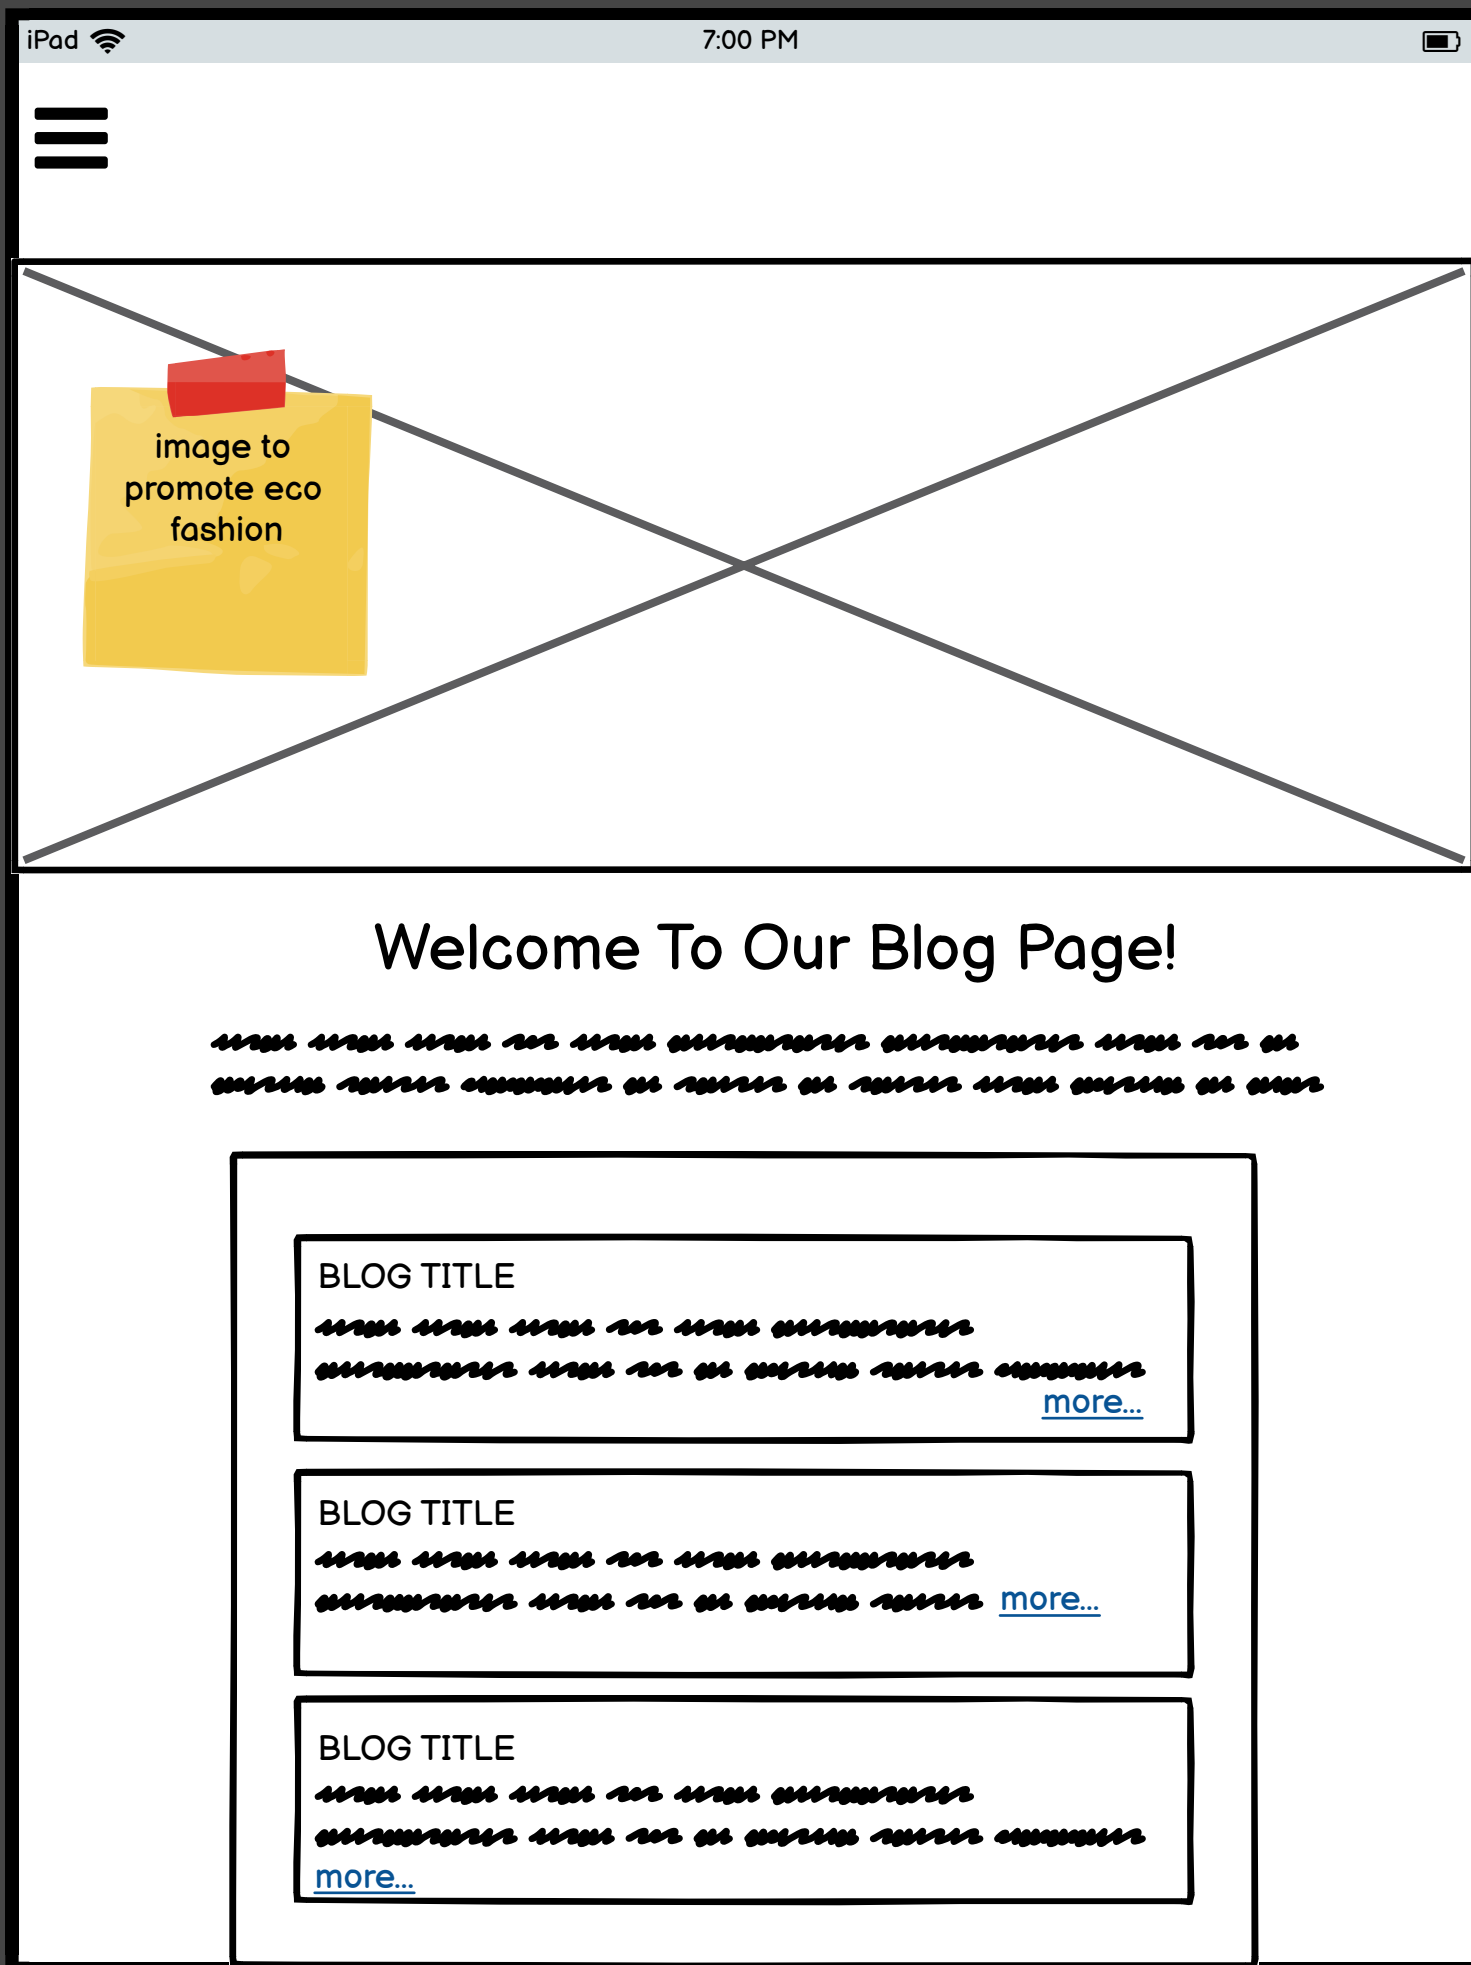 iPad
7:00 PM
image to
promote eco
fashion
Welcome To Our Blog Page!
BLOG TITLE
more...
BLOG TITLE
more...
BLOG TITLE
more...